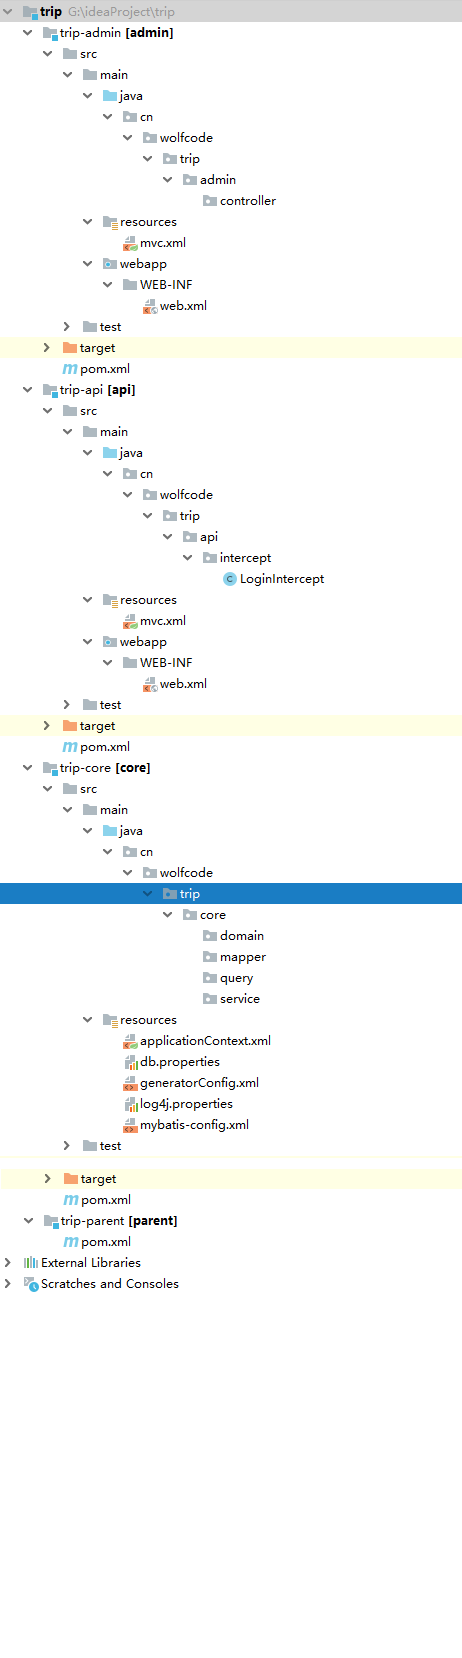 trip G:\ideaProject\trip
trip-admin [admin]
src
main
java
cn
wolfcode
trip
admin
controller
resources
mvc.xml
webapp
WEB-INF
web.xml
test
target
pom.xml
trip-api [api]
src
main
java
cn
wolfcode
trip
api
intercept
LoginIntercept
resources
mvc.xml
webapp
WEB-INF
web.xml
test
target
pom.xml
trip-core [core]
src
main
java
cn
wolfcode
trip
core
domain
mapper
query
service
resources
applicationContext.xml
db.properties
generatorConfig.xml
log4j.properties
mybatis-config.xml
test
target
pom.xml
trip-parent [parent]
pom.xml
External Libraries
Scratches and Consoles